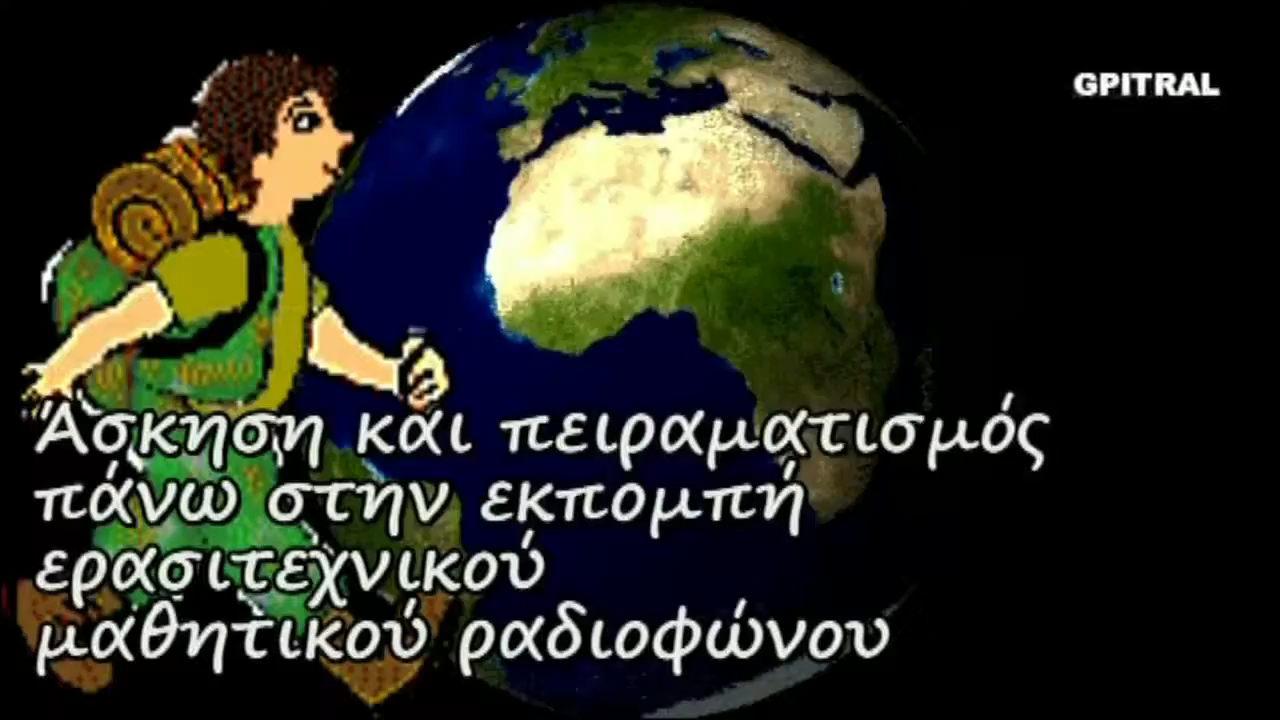 GPITRAL
Άσκηση και πειραματισμός
πάνω στην εκπομπή
ερασιτεχνικού
μαθητικού ραδιοφώνου